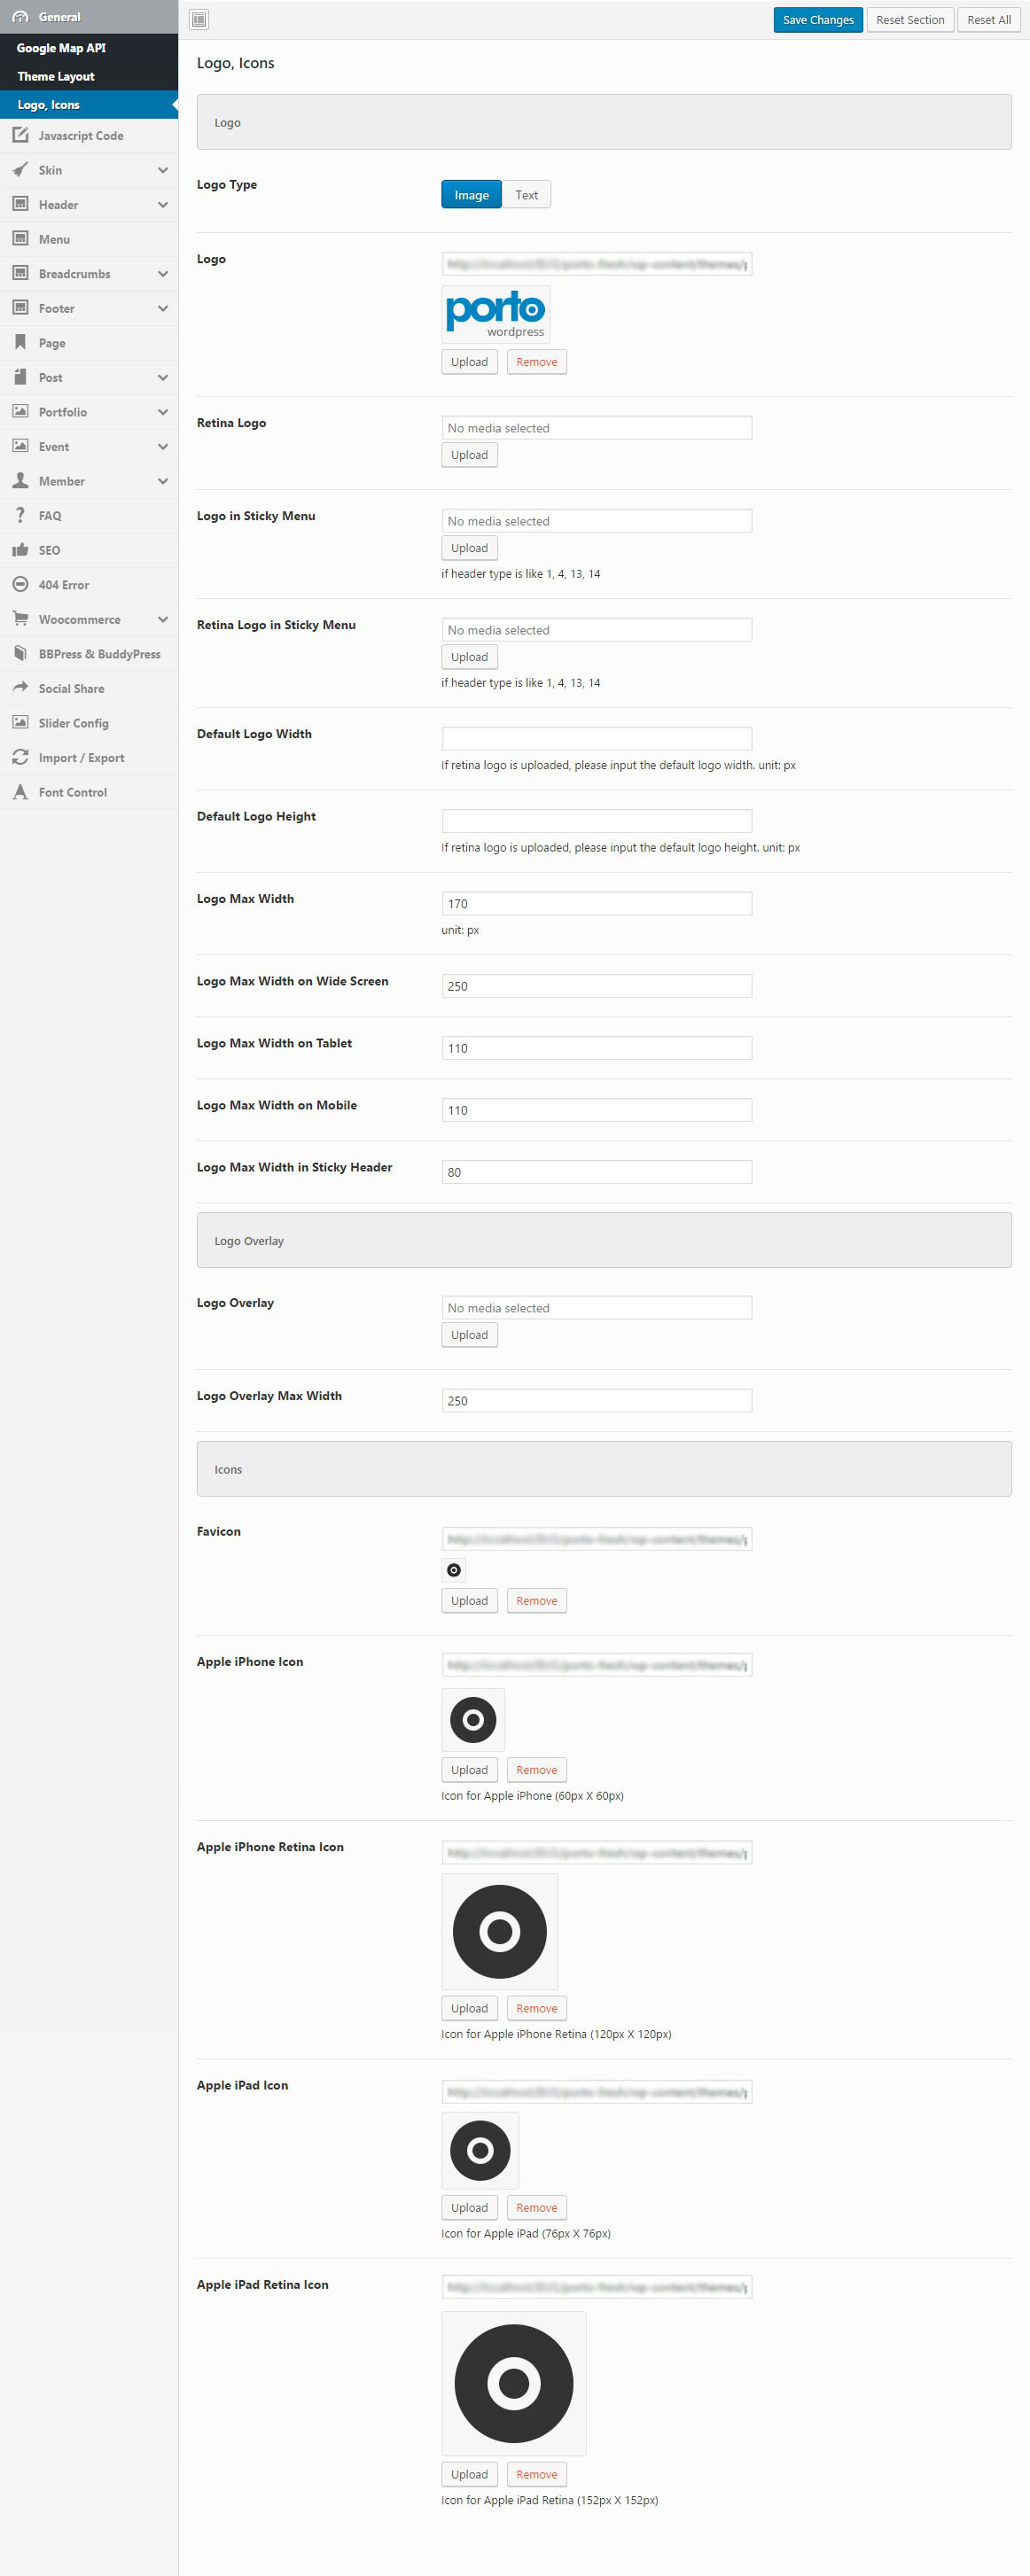 General
Google Map API
Theme Layout
Logo, Icons
Javascript Code
Skin
Header
Menu
Breadcrumbs
Footer
Page
Post
Portfolio
Event
Member
FAQ
SEO
404 Error
Woocommerce
BBPress & BuddyPress
Social Share
Slider Config
Import / Export
Font Control
Save Changes Reset Section Reset All
Logo, Icons
Logo
Logo Type
Image Text
Logo
porto
wordpress
Upload Remove
Retina Logo
No media selected
Upload
Logo in Sticky Menu
No media selected
Upload
if header type is like 1, 4, 13, 14
Retina Logo in Sticky Menu
No media selected
Upload
if header type is like 1, 4, 13, 14
Default Logo Width
If retina logo is uploaded, please input the default logo width. unit: px
Default Logo Height
If retina logo is uploaded, please input the default logo height. unit: px
Logo Max Width
170
unit: px
Logo Max Width on Wide Screen
250
Logo Max Width on Tablet
110
Logo Max Width on Mobile
110
Logo Max Width in Sticky Header
80
Logo Overlay
Logo Overlay
No media selected
Upload
Logo Overlay Max Width
250
Icons
Favicon
Upload Remove
Apple iPhone Icon
Upload Remove
Icon for Apple iPhone (60px X 60px)
Apple iPhone Retina Icon
Upload Remove
Icon for Apple iPhone Retina (120px X 120px)
Apple iPad Icon
Upload Remove
Icon for Apple iPad (76px X 76px)
Apple iPad Retina Icon
Upload Remove
Icon for Apple iPad Retina (152px X 152px)